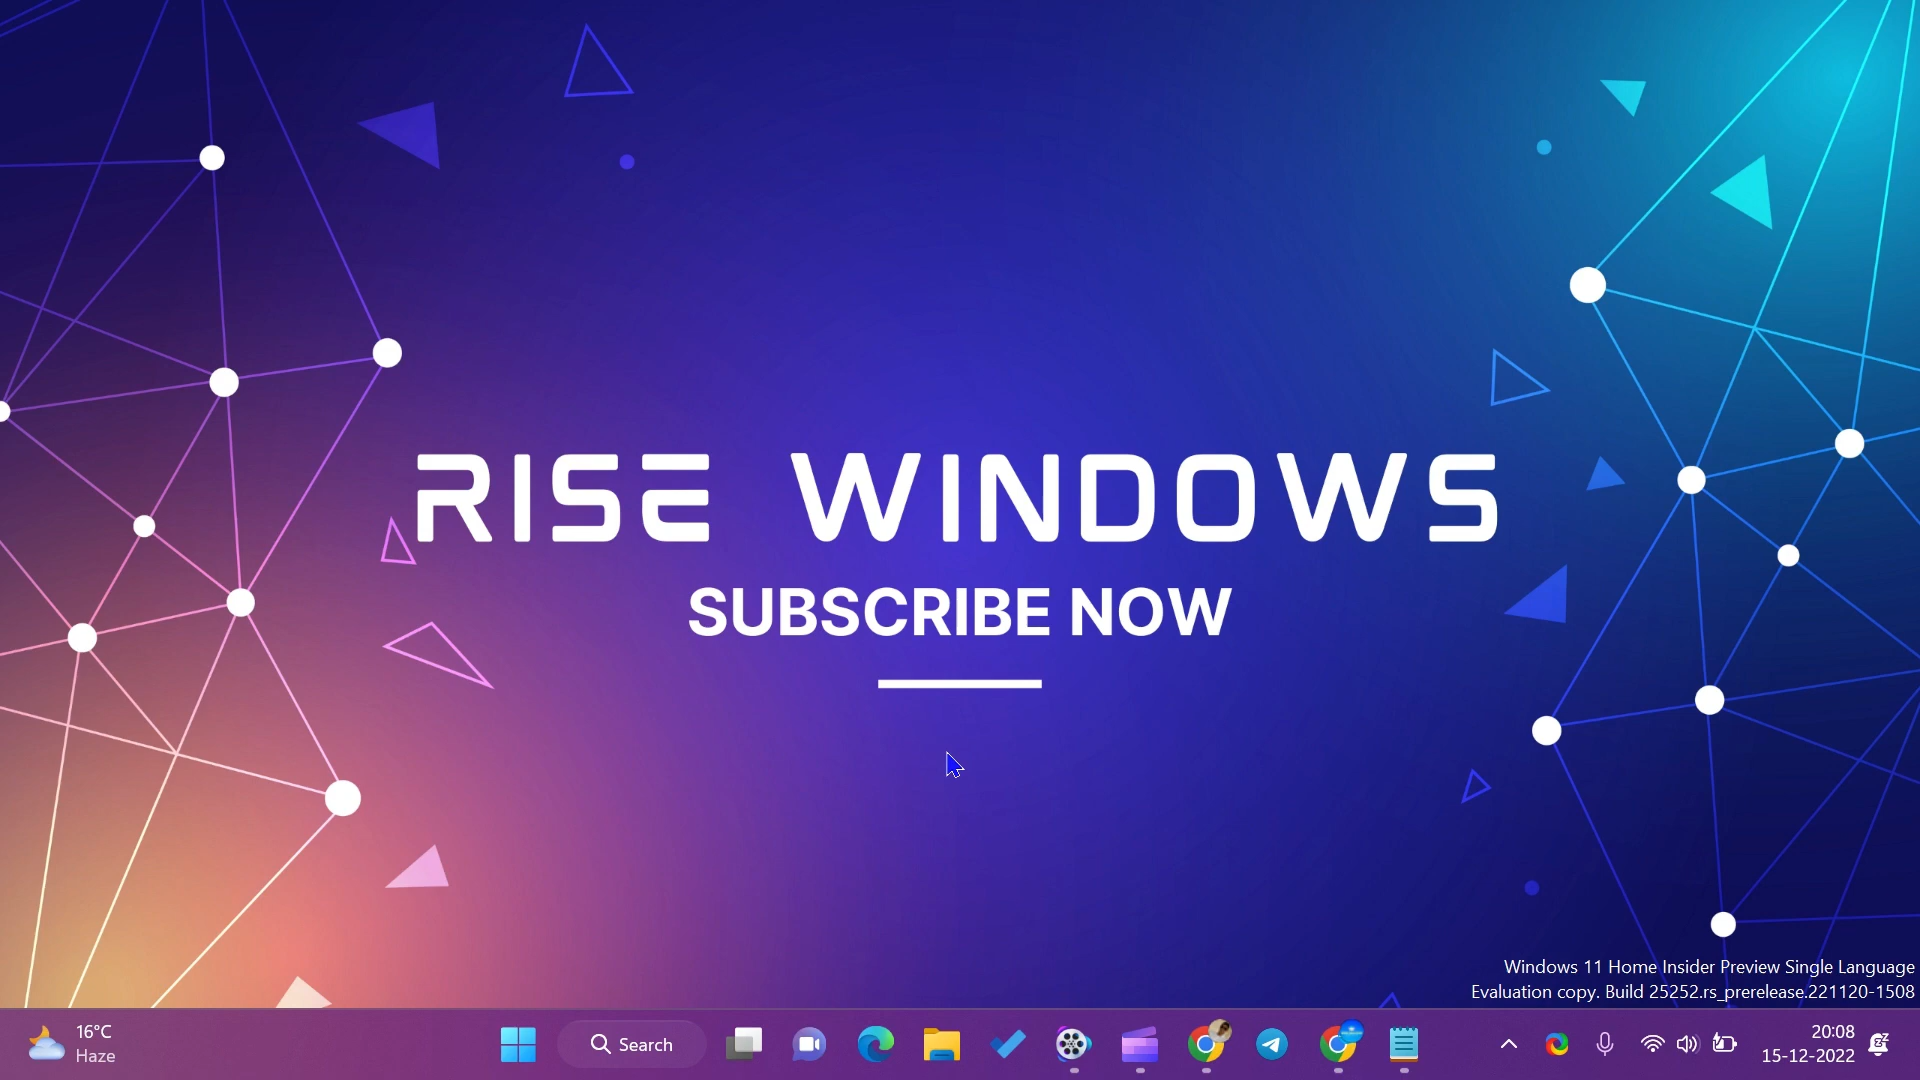 RISE WINDOWS
SUBSCRIBE NOW
Windows 11 Home Insider Preview Single Language
Evaluation copy. Build 25252.rs_prerelease.221120-1508
16°C
Haze
Search
20:08
15-12-2022